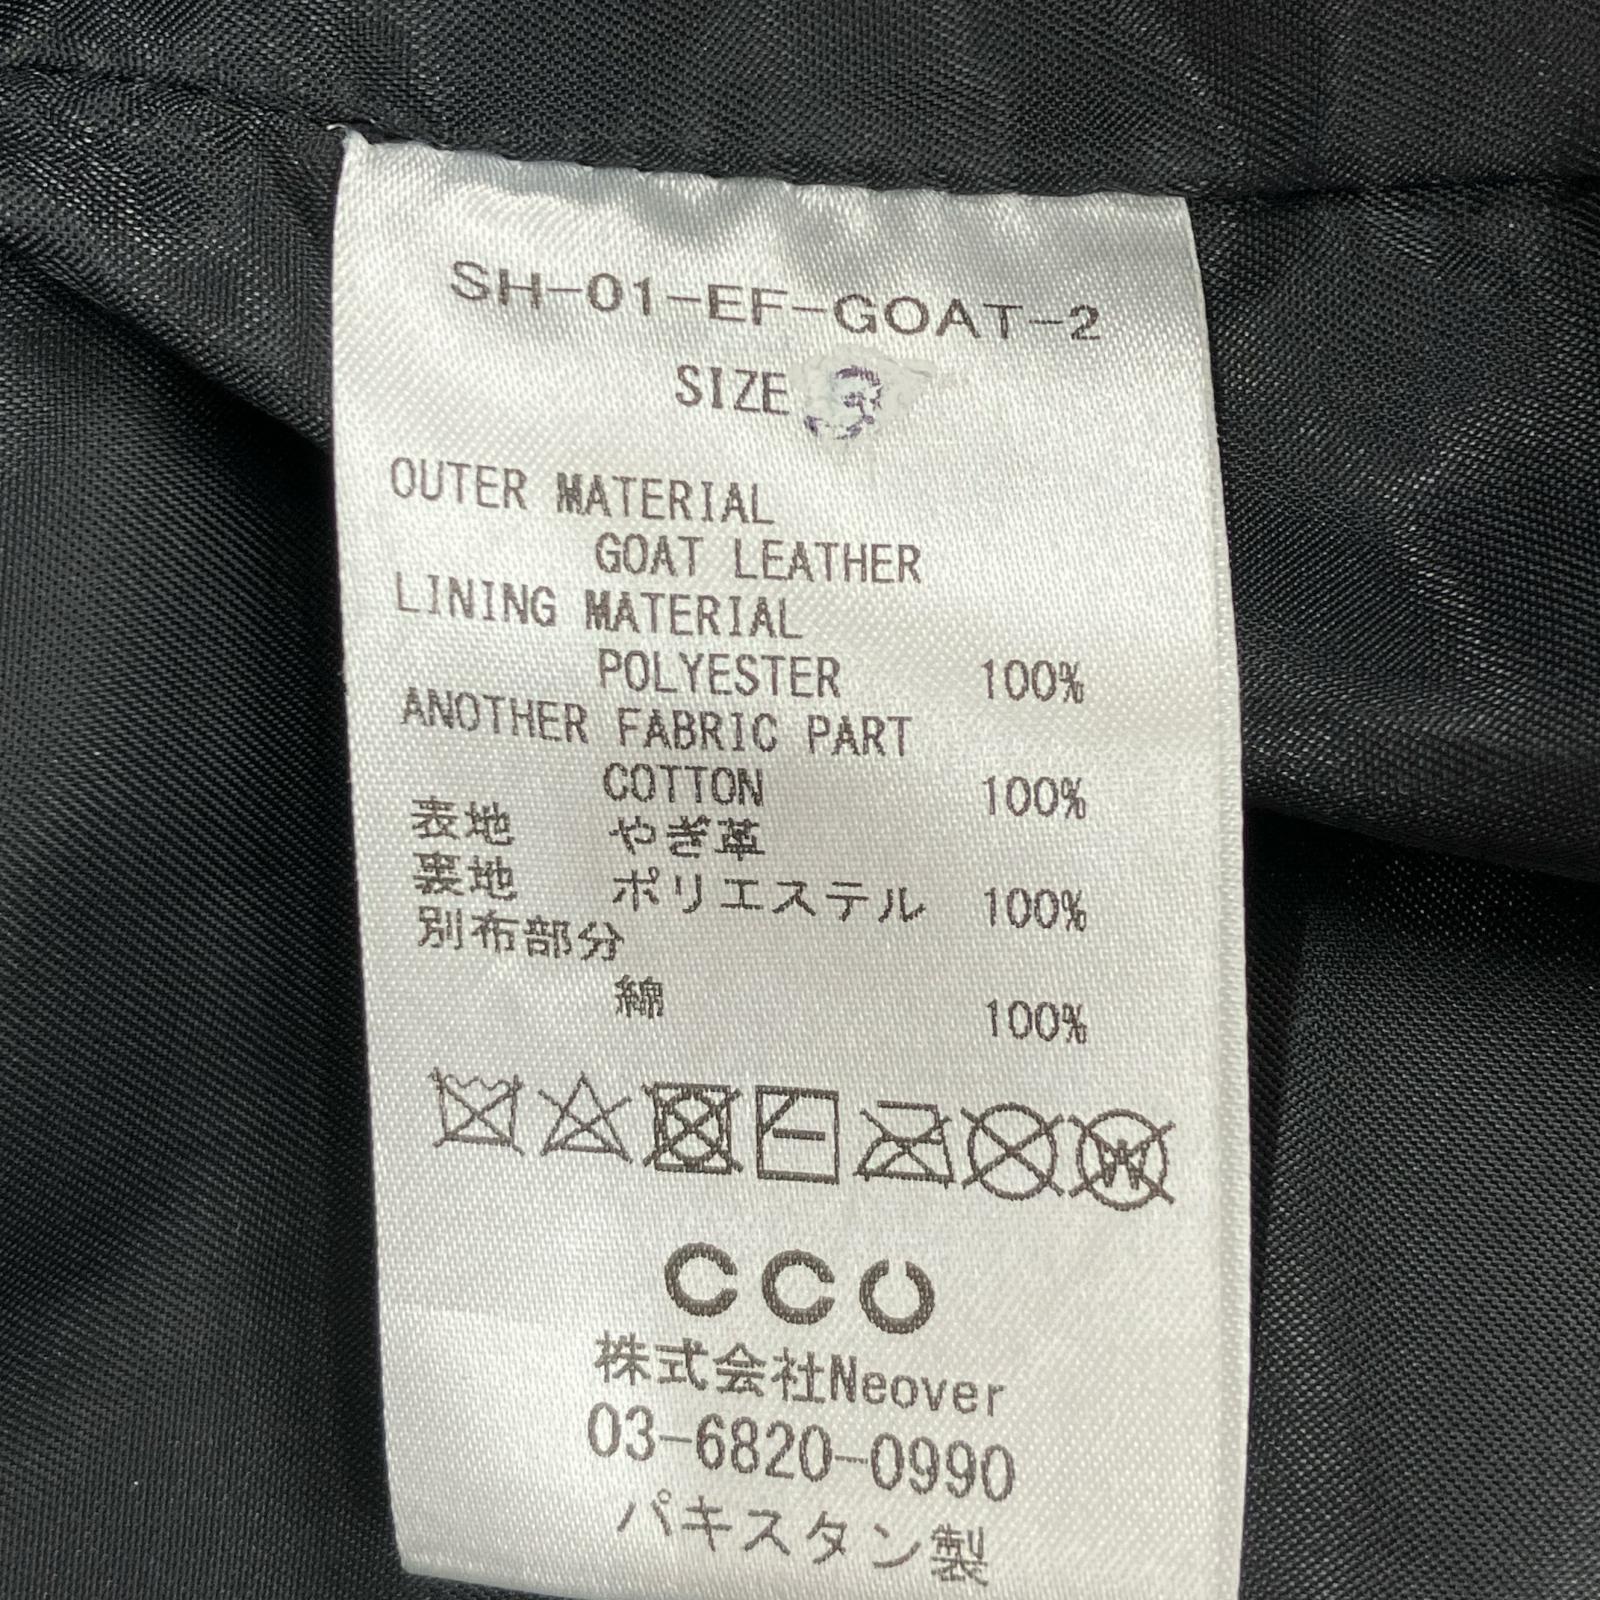 SH-01-EF-GOAT-2
SIZE 3
OUTER MATERIAL
GOAT LEATHER
LINING MATERIAL
POLYESTER 100%
ANOTHER FABRIC PART
COTTON 100%
表地 やぎ革
裏地 ポリエステル 100%
別布部分
綿 100%
W
CCU
株式会社Neover
03-6820-0990
パキスタン製